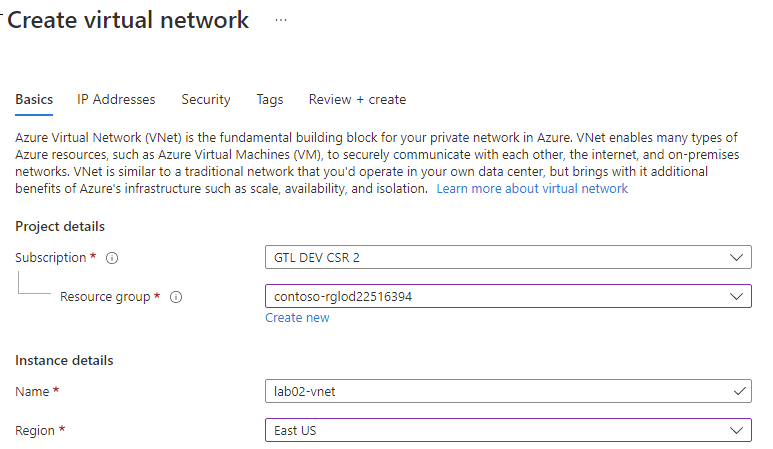 Create virtual network ...
Basics IP Addresses Security Tags Review + create
Azure Virtual Network (VNet) is the fundamental building block for your private network in Azure. VNet enables many types of
Azure resources, such as Azure Virtual Machines (VM), to securely communicate with each other, the internet, and on-premises
networks. VNet is similar to a traditional network that you'd operate in your own data center, but brings with it additional
benefits of Azure's infrastructure such as scale, availability, and isolation. Learn more about virtual network
Project details
Subscription * GTL DEV CSR 2
Resource group * contoso-rglod22516394
Create new
Instance details
Name * lab02-vnet
Region * East US